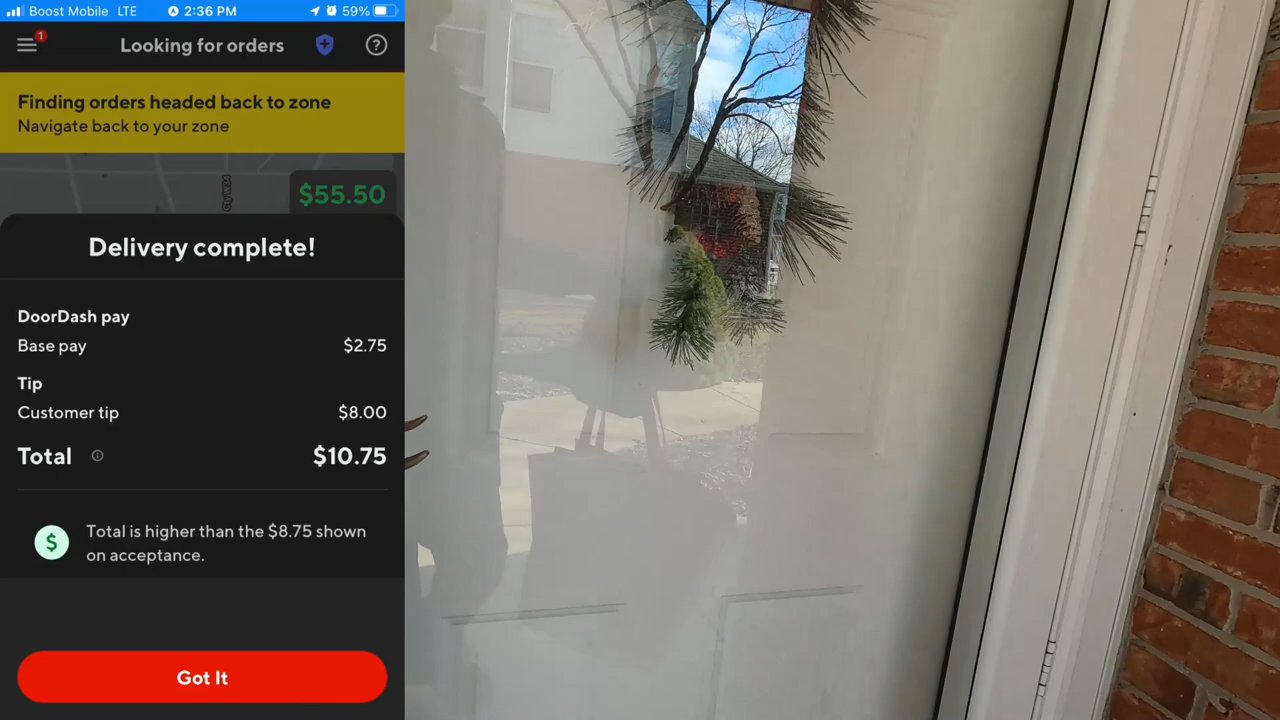 Boost Mobile LTE 2:36 PM 59%
1
Looking for orders
Finding orders headed back to zone
Navigate back to your zone
$55.50
Delivery complete!
DoorDash pay
Base pay $2.75
Tip
Customer tip $8.00
Total $10.75
$ Total is higher than the $8.75 shown
on acceptance.
Got It